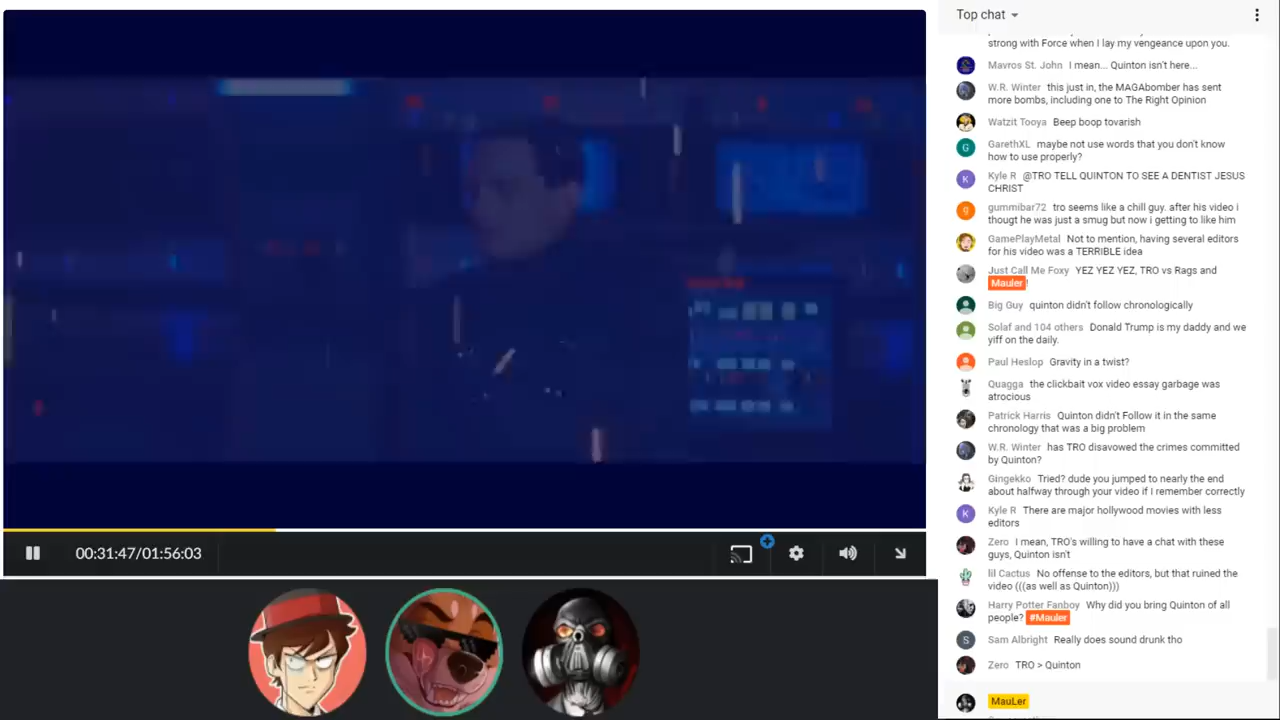 Top chat
strong with Force when I lay my vengeance upon you.
Mavros St. John I mean... Quinton isn't here...
W.R. Winter this just in, the MAGAbomber has sent
more bombs, including one to The Right Opinion
Watzit Tooya Beep boop tovarish
GarethXL maybe not use words that you don't know
how to use properly?
Kyle R @TRO TELL QUINTON TO SEE A DENTIST JESUS
CHRIST
gummibar72 tro seems like a chill guy. after his video i
thougt he was just a smug but now i getting to like him
GamePlayMetal Not to mention, having several editors
for his video was a TERRIBLE idea
Just Call Me Foxy YEZ YEZ YEZ, TRO vs Rags and
Mauler!
Big Guy quinton didn't follow chronologically
Solaf and 104 others Donald Trump is my daddy and we
yiff on the daily.
Paul Heslop Gravity in a twist?
Quagga the clickbait vox video essay garbage was
atrocious
Patrick Harris Quinton didn't Follow it in the same
chronology that was a big problem
W.R. Winter has TRO disavowed the crimes committed
by Quinton?
Gingekko Tried? dude you jumped to nearly the end
about halfway through your video if I remember correctly
Kyle R There are major hollywood movies with less
editors
Zero I mean, TRO's willing to have a chat with these
guys, Quinton isn't
lil Cactus No offense to the editors, but that ruined the
video (((as well as Quinton)))
Harry Potter Fanboy Why did you bring Quinton of all
people? #Mauler
Sam Albright Really does sound drunk tho
Zero TRO > Quinton
MauLer
00:31:47/01:56:03